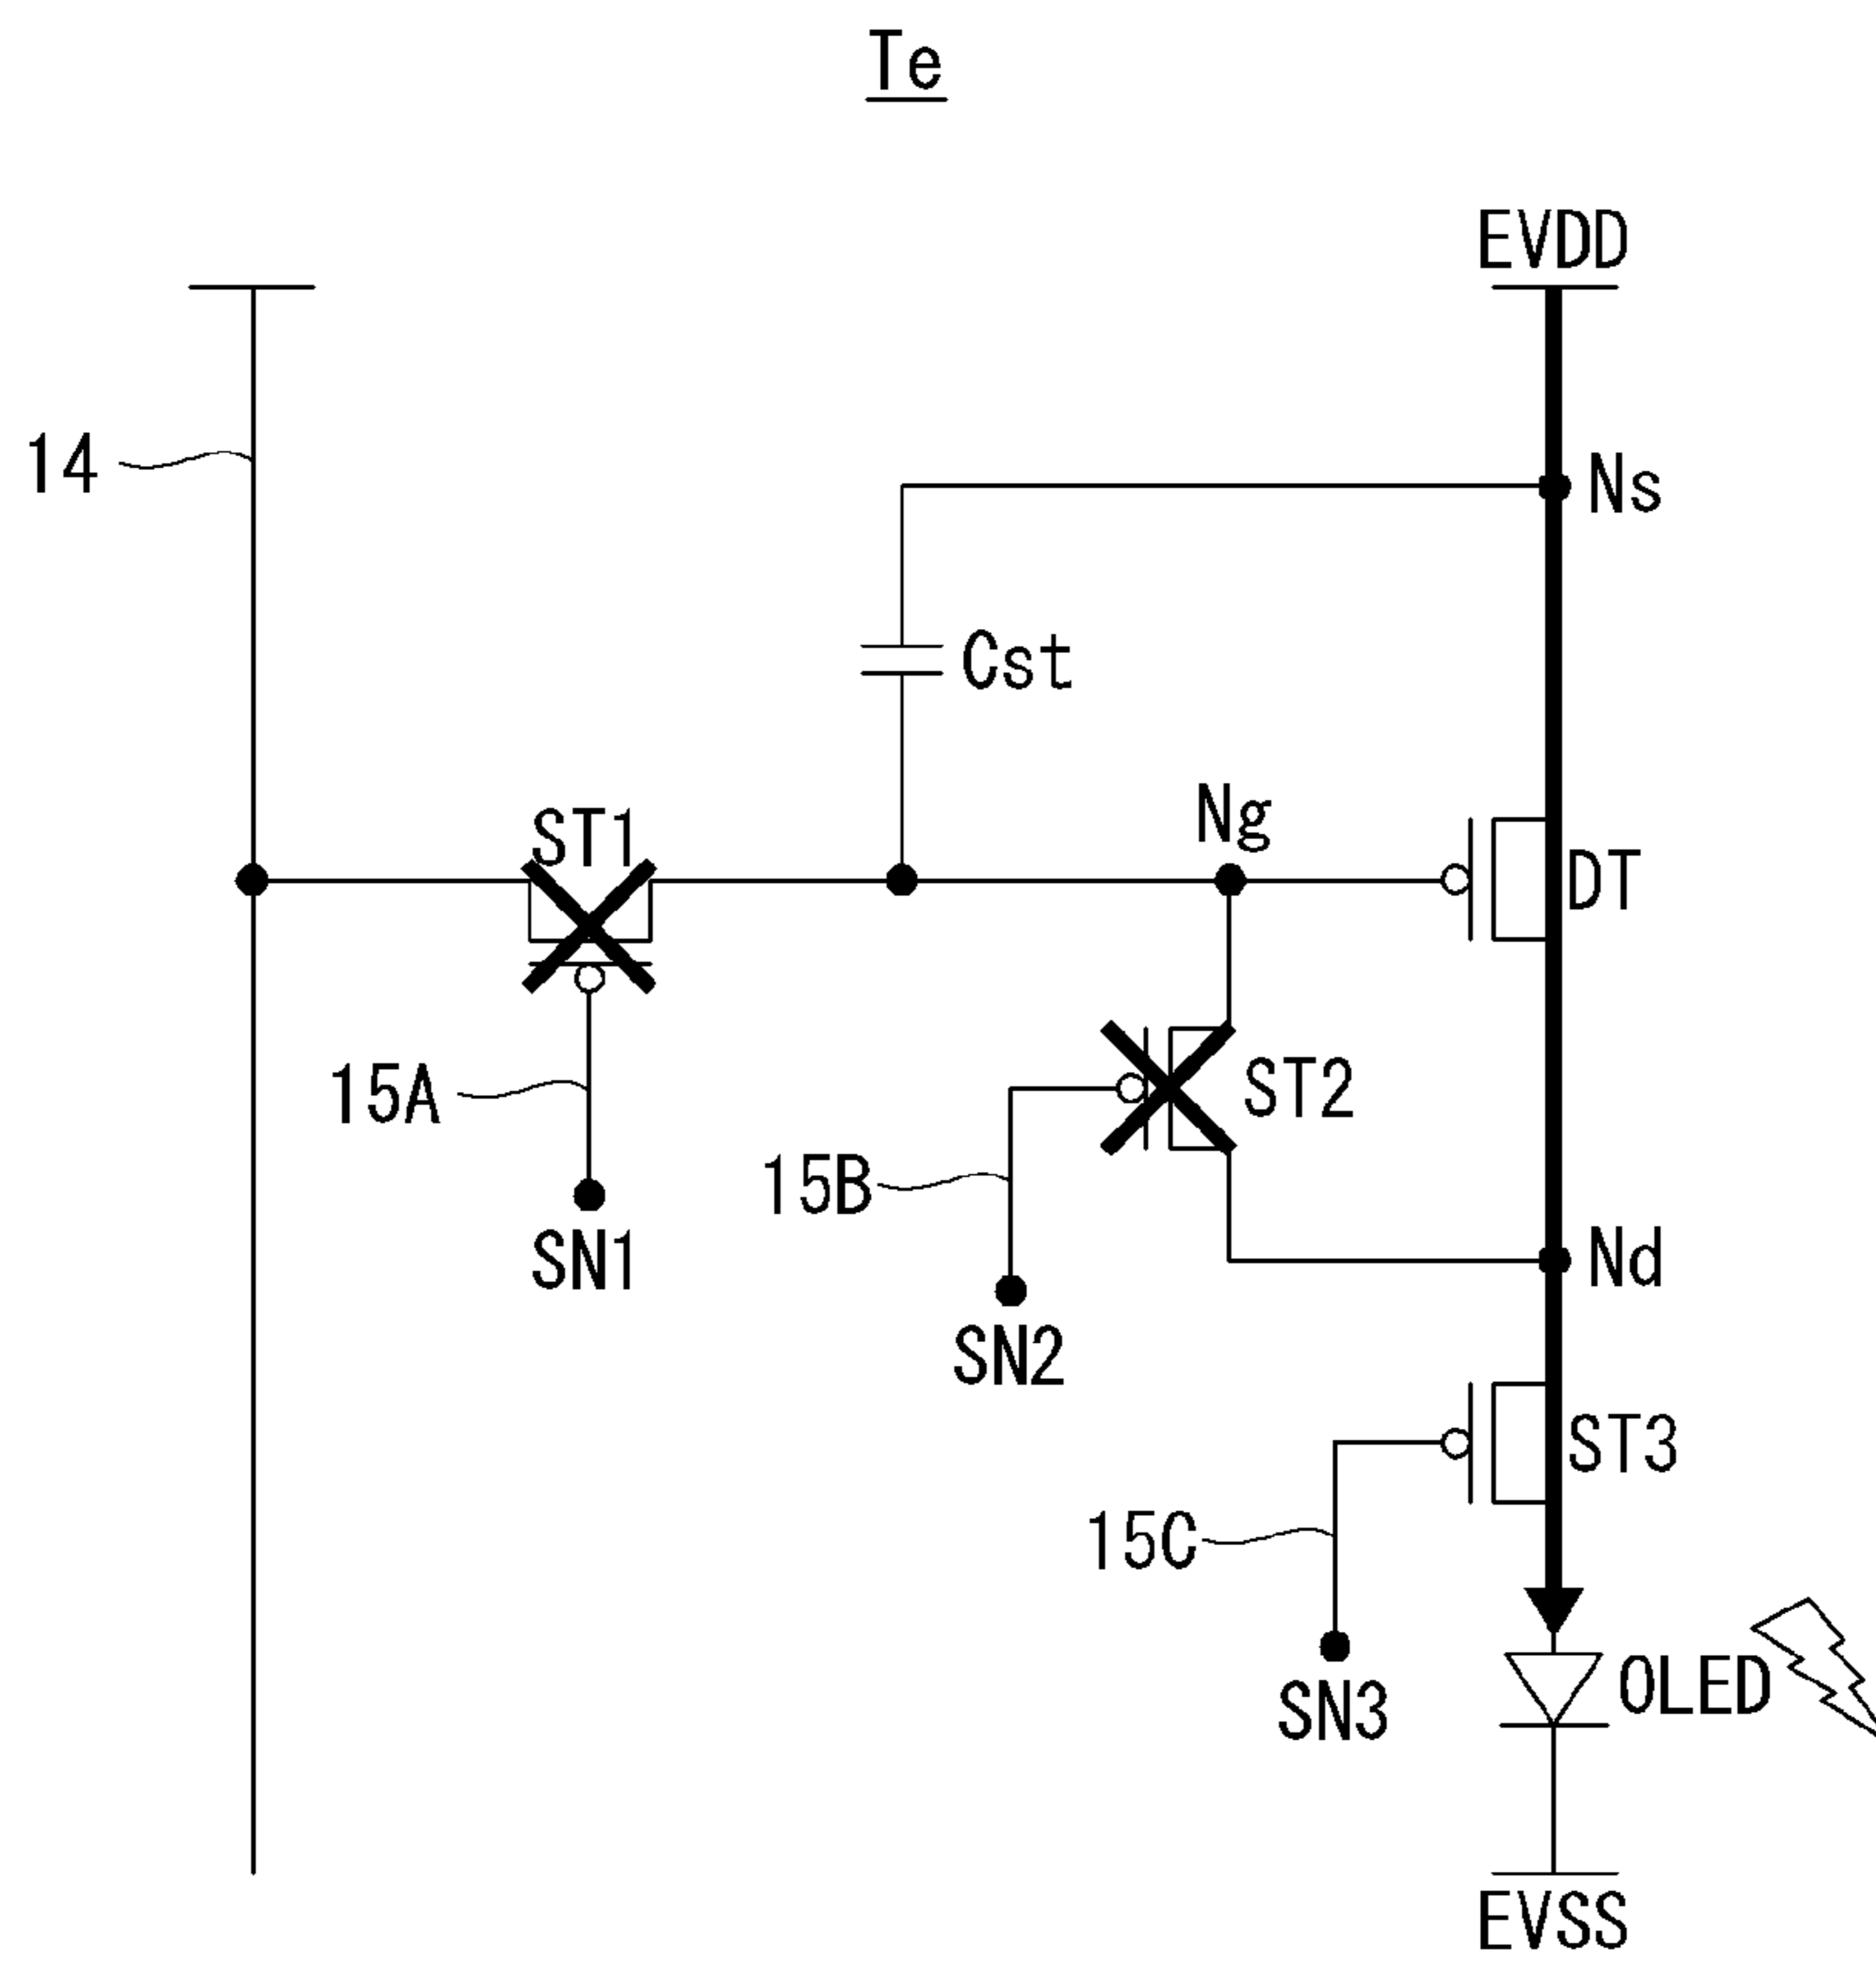 Te
EVDD
14
Ns
Cst
Ng
ST1
DT
15A
ST2
15B
SN1
Nd
SN2
ST3
15C
OLED
SN3
EVSS